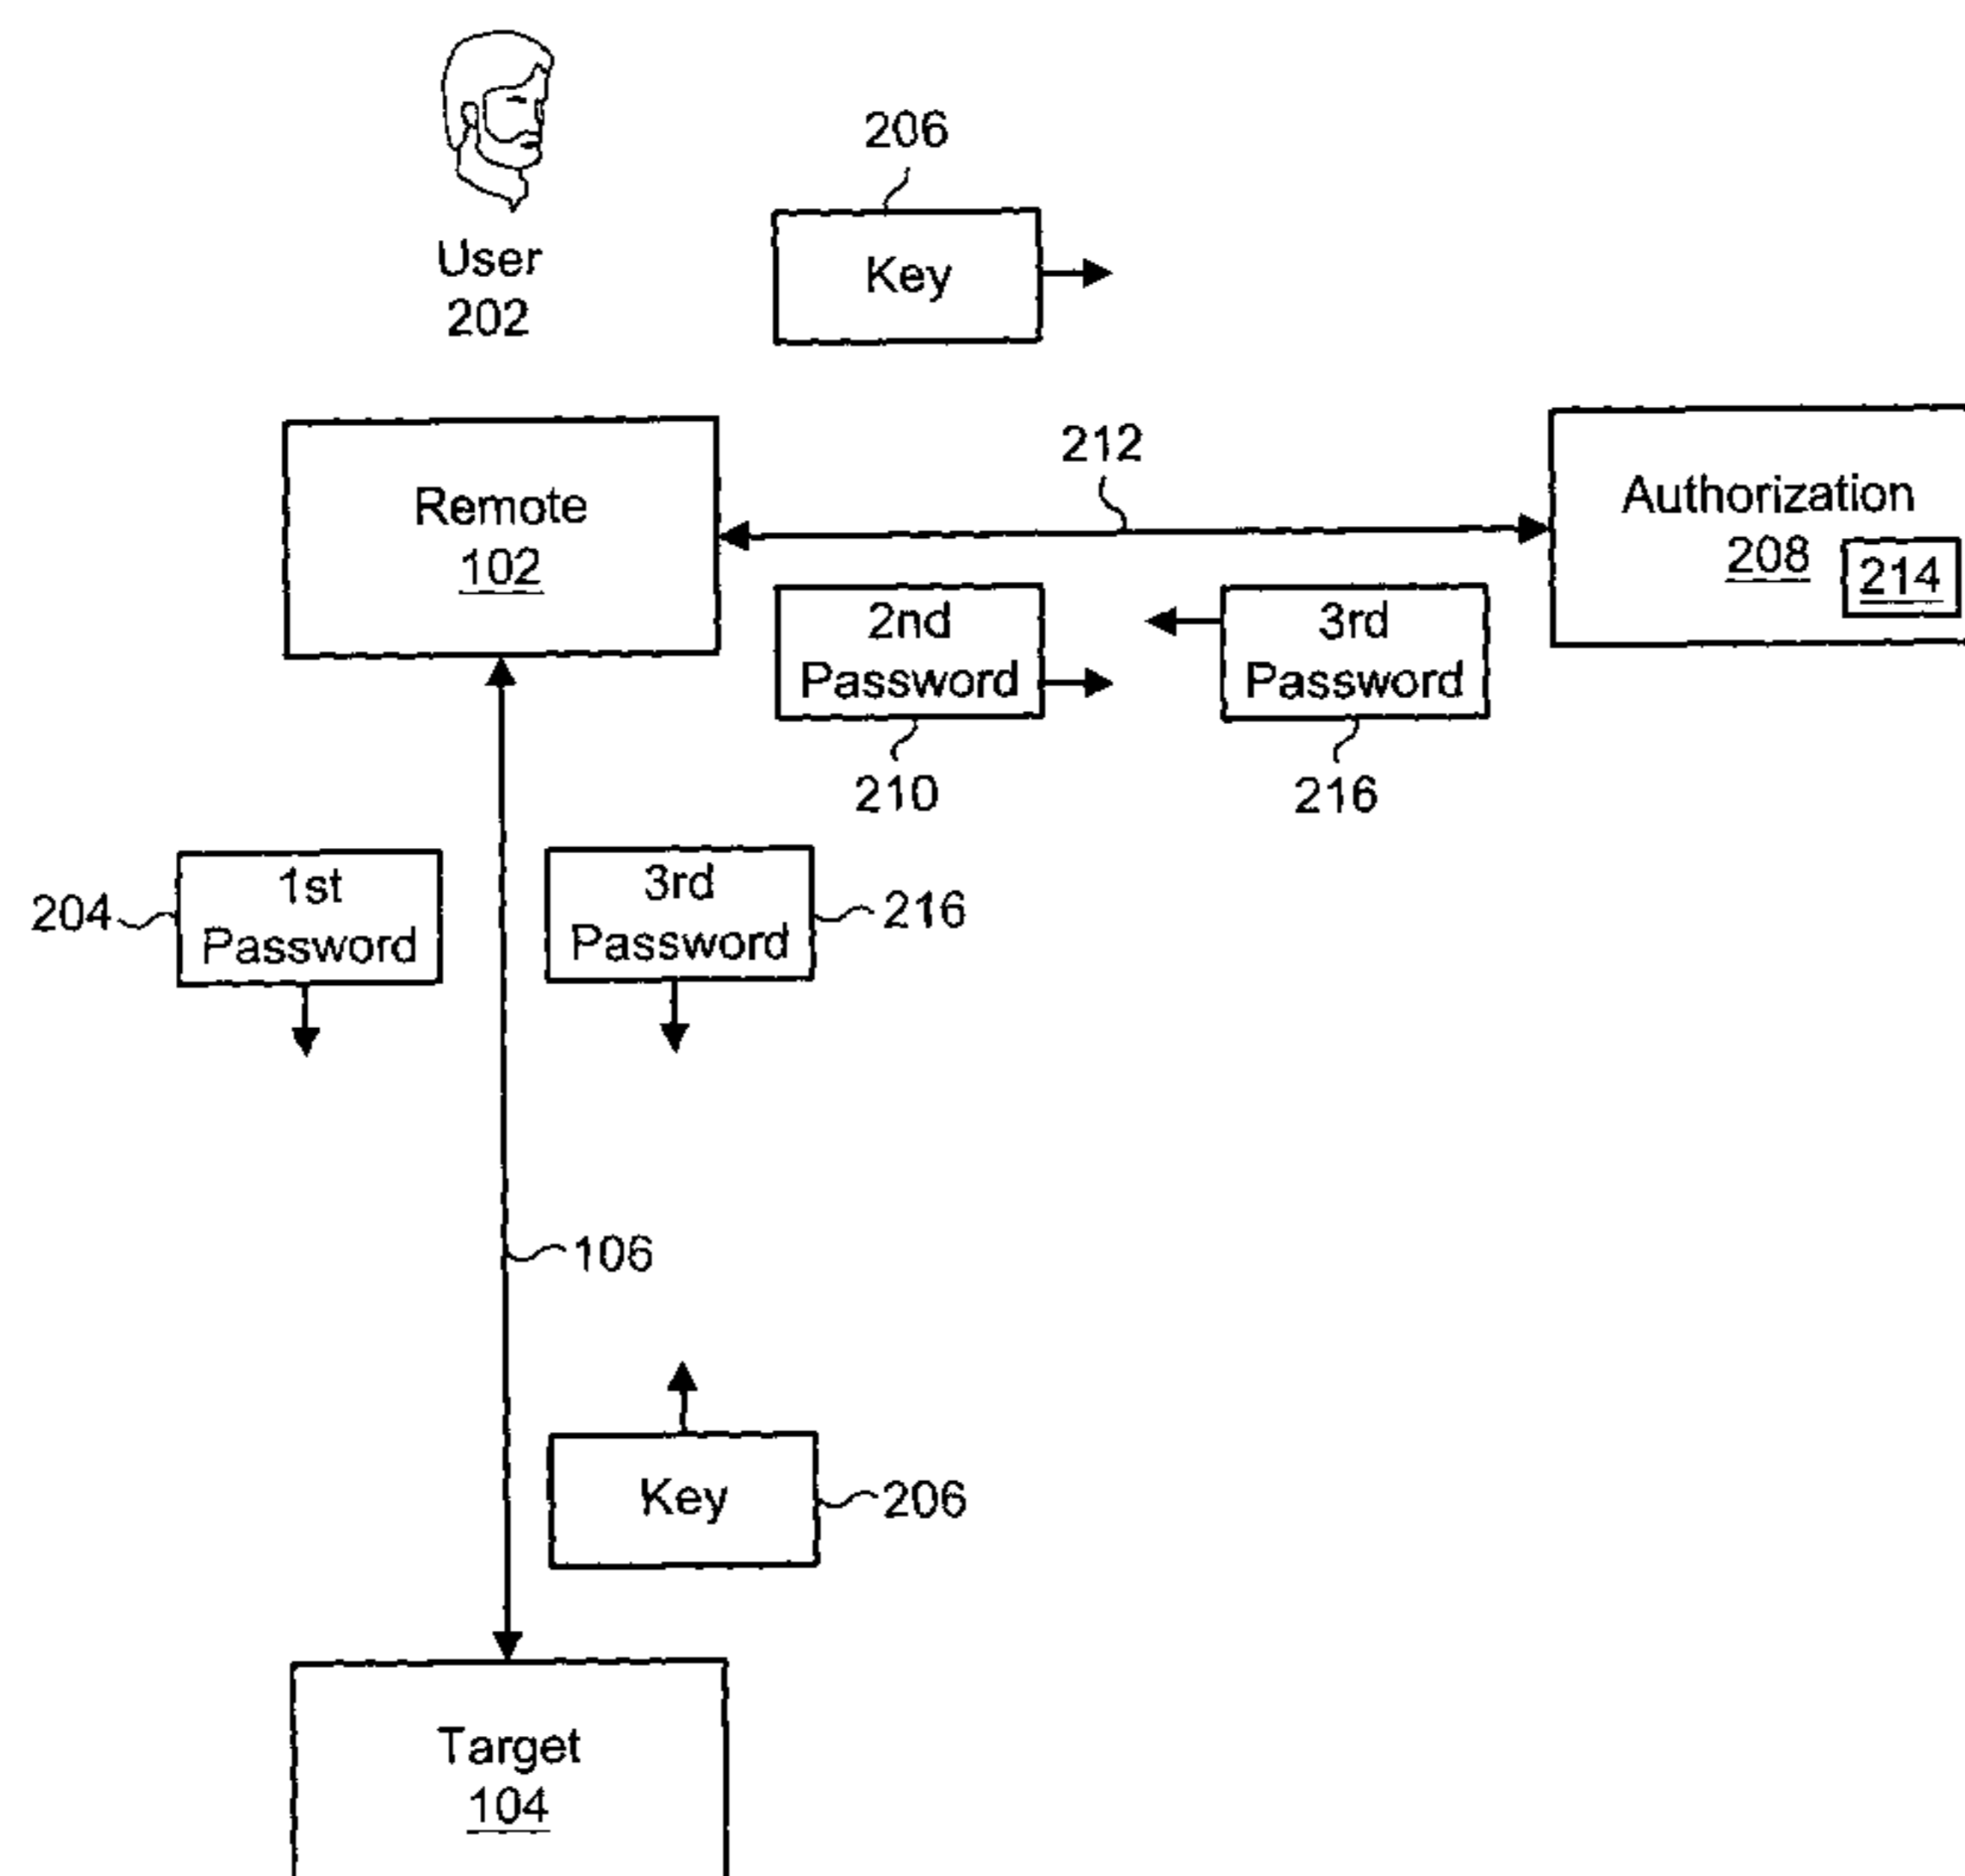 206
User
202
Key
212
Remote
102
Authorization
208
214
2nd
Password
3rd
Password
210
216
204
1st
Password
3rd
Password
216
106
Key
206
Target
104